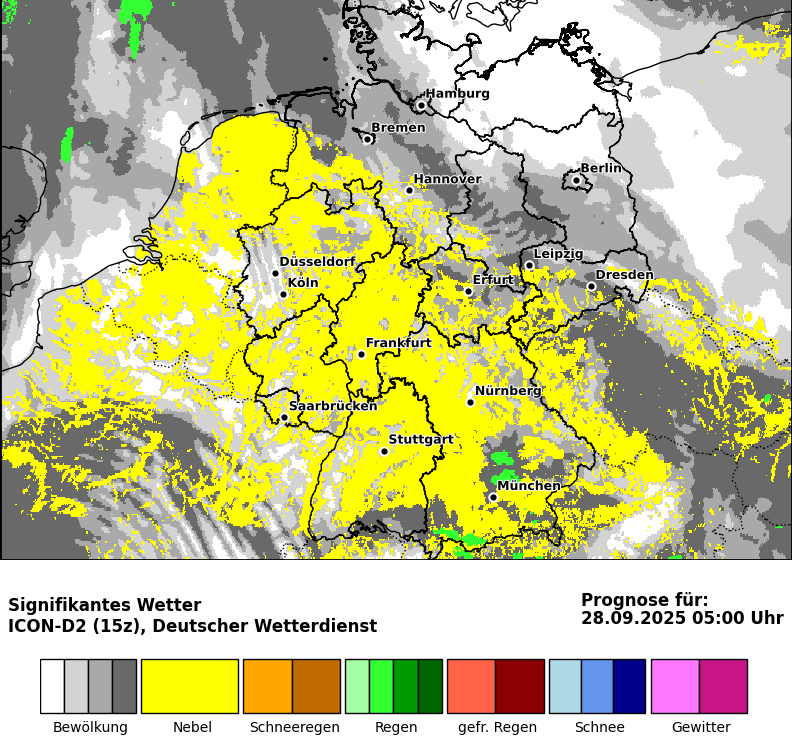 Hamburg
Bremen
Berlin
Hannover
Leipzig
Düsseldorf
Dresden
Köln
Erfurt
Frankfurt
Nürnberg
Saarbrücken
Stuttgart
München
Signifikantes Wetter
ICON-D2 (15z), Deutscher Wetterdienst
Prognose für:
28.09.2025 05:00 Uhr
Bewölkung Nebel Schneeregen Regen gefr. Regen Schnee Gewitter